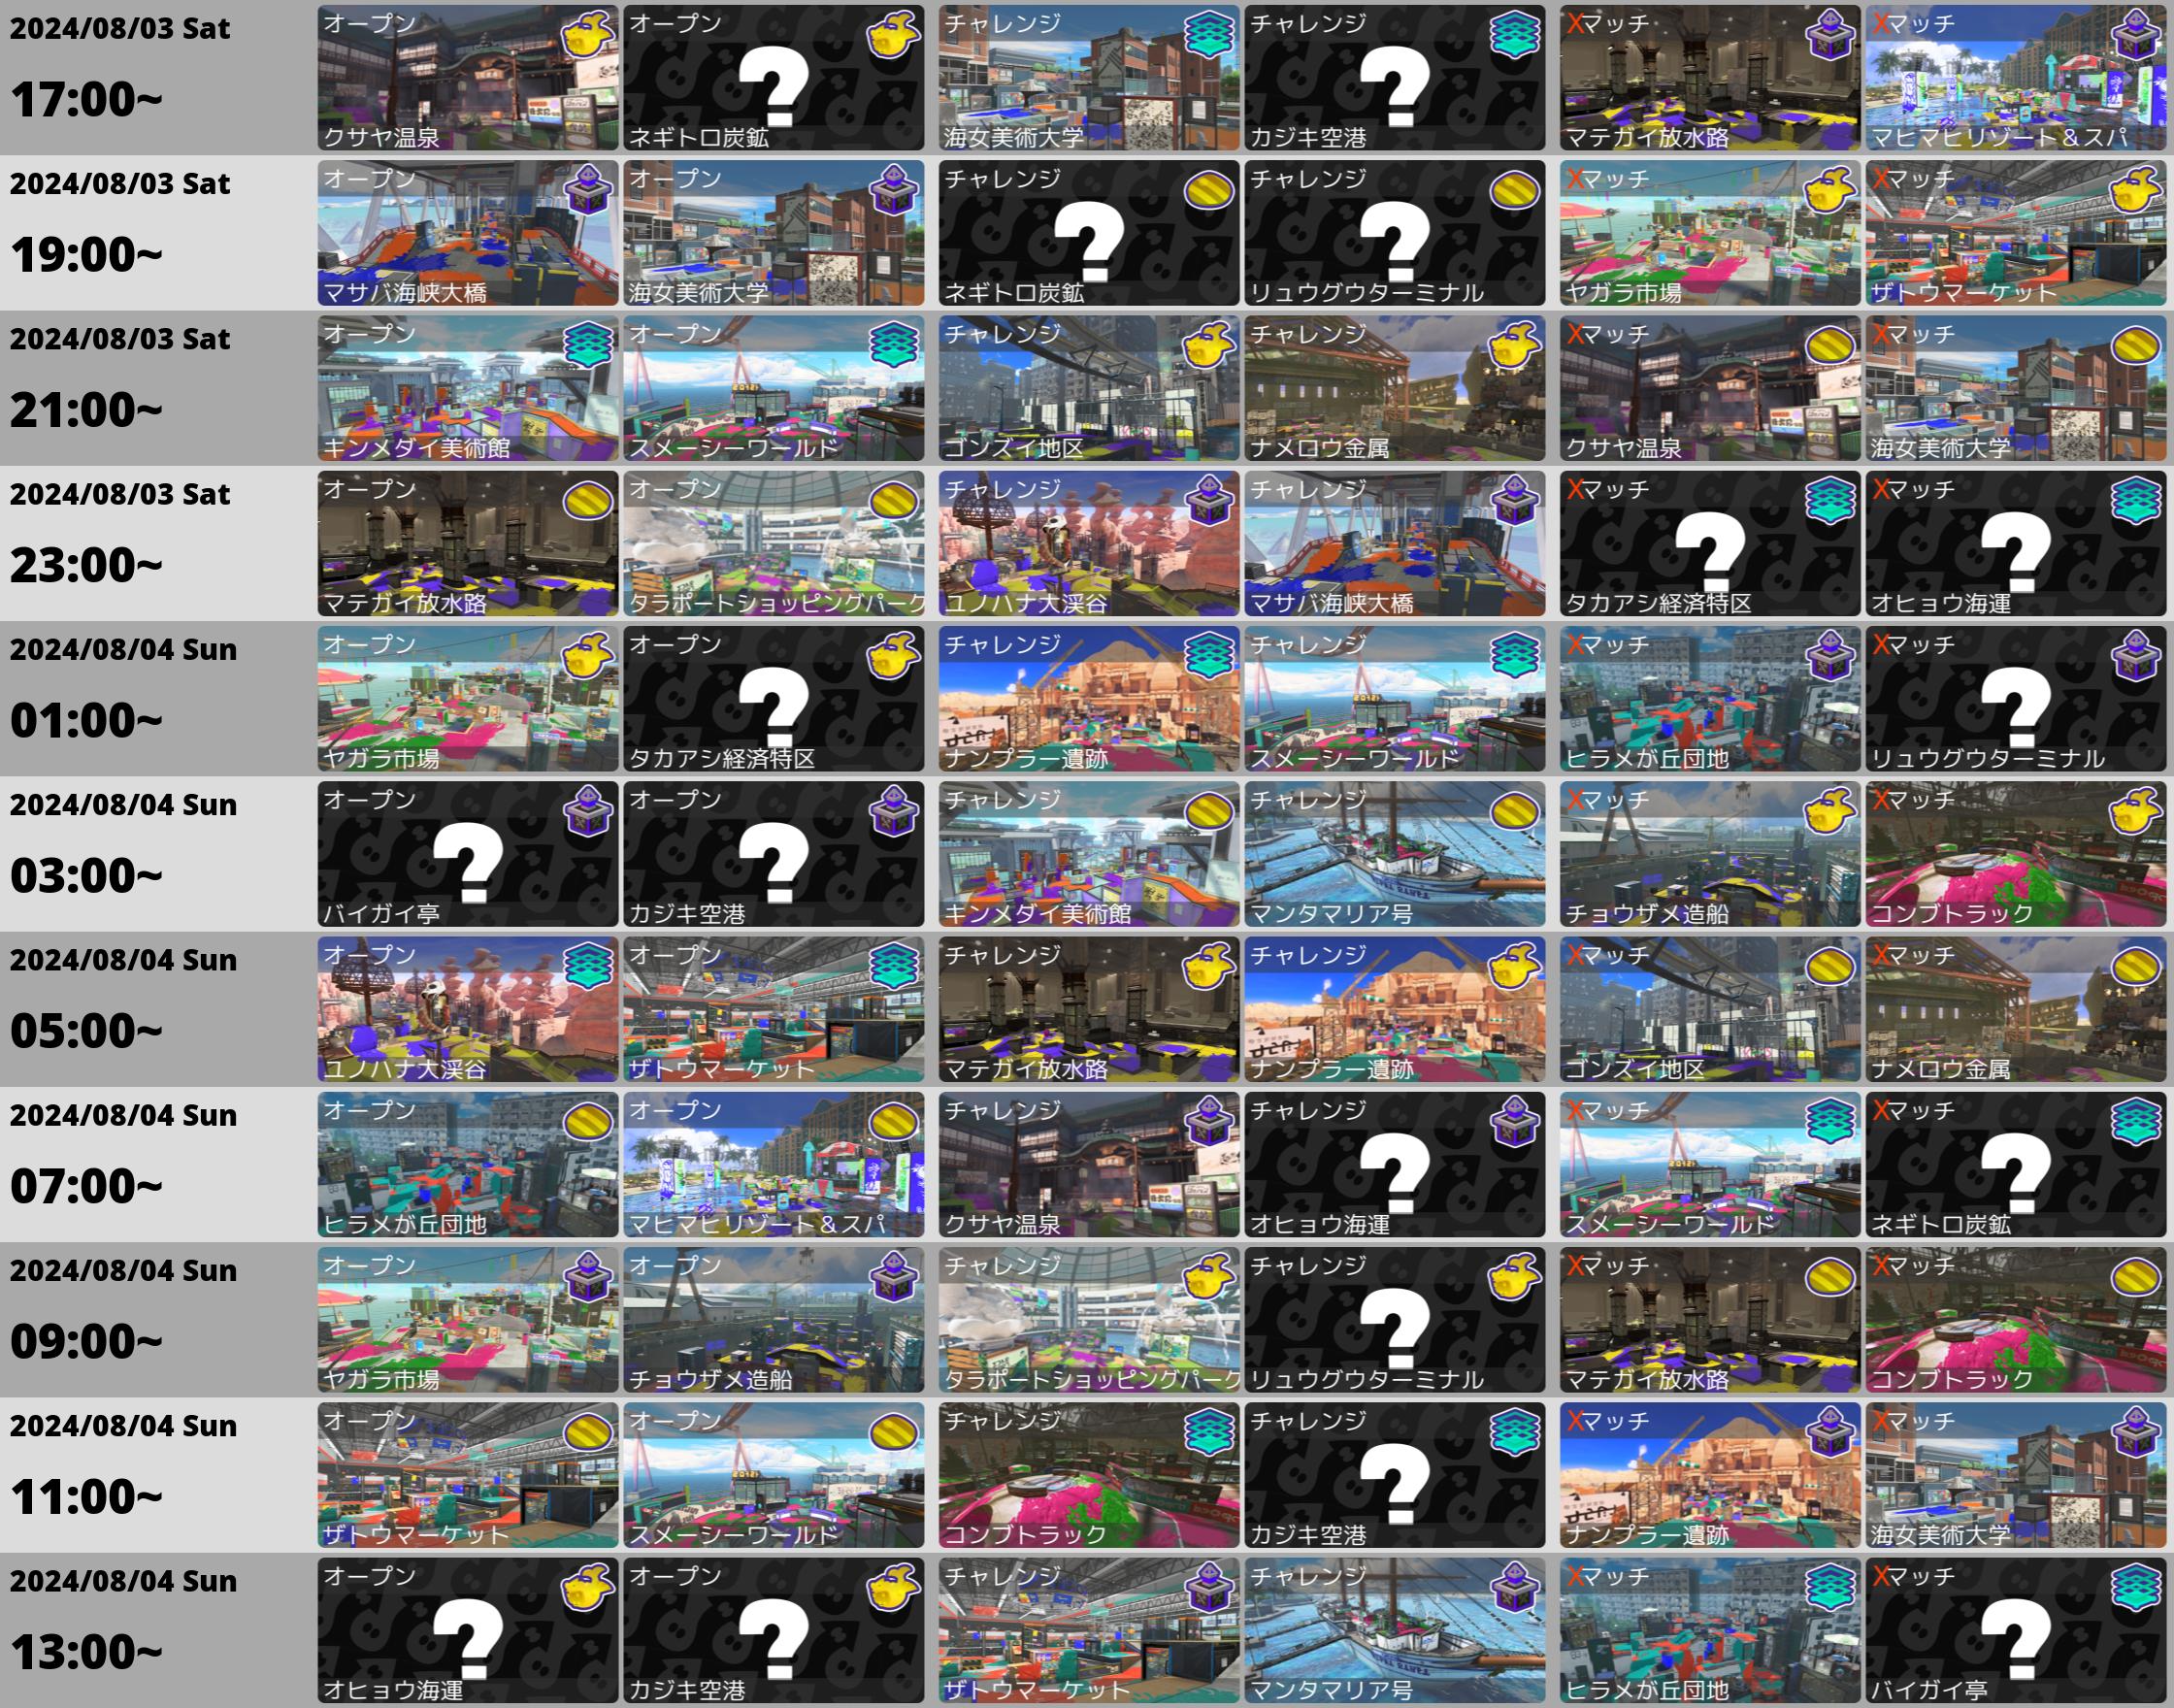 2024/08/03 Sat
17:00~
オープン
クサヤ温泉
オープン
ネギトロ炭鉱
チャレンジ
海女美術大学
チャレンジ
カジキ空港
Xマッチ
マテガイ放水路
Xマッチ
マヒマヒリゾート＆スパ
2024/08/03 Sat
19:00~
オープン
マサバ海峡大橋
オープン
海女美術大学
チャレンジ
ネギトロ炭鉱
チャレンジ
リュウグウターミナル
Xマッチ
ヤガラ市場
Xマッチ
ザトウマーケット
2024/08/03 Sat
21:00~
オープン
キンメダイ美術館
オープン
スメーシーワールド
チャレンジ
ゴンズイ地区
チャレンジ
ナメロウ金属
Xマッチ
クサヤ温泉
Xマッチ
海女美術大学
2024/08/03 Sat
23:00~
オープン
マテガイ放水路
オープン
タラポートショッピングパーク
チャレンジ
ユノハナ大渓谷
チャレンジ
マサバ海峡大橋
Xマッチ
タカアシ経済特区
Xマッチ
オヒョウ海運
2024/08/04 Sun
01:00~
オープン
ヤガラ市場
オープン
タカアシ経済特区
チャレンジ
ナンプラー遺跡
チャレンジ
スメーシーワールド
Xマッチ
ヒラメが丘団地
Xマッチ
リュウグウターミナル
2024/08/04 Sun
03:00~
オープン
バイガイ亭
オープン
カジキ空港
チャレンジ
キンメダイ美術館
チャレンジ
マンタマリア号
Xマッチ
チョウザメ造船
Xマッチ
コンブトラック
2024/08/04 Sun
05:00~
オープン
ユノハナ大渓谷
オープン
ザトウマーケット
チャレンジ
マテガイ放水路
チャレンジ
ナンプラー遺跡
Xマッチ
ゴンズイ地区
Xマッチ
ナメロウ金属
2024/08/04 Sun
07:00~
オープン
ヒラメが丘団地
オープン
マヒマヒリゾート＆スパ
チャレンジ
クサヤ温泉
チャレンジ
オヒョウ海運
Xマッチ
スメーシーワールド
Xマッチ
ネギトロ炭鉱
2024/08/04 Sun
09:00~
オープン
ヤガラ市場
オープン
チョウザメ造船
チャレンジ
タラポートショッピングパーク
チャレンジ
リュウグウターミナル
Xマッチ
マテガイ放水路
Xマッチ
コンブトラック
2024/08/04 Sun
11:00~
オープン
ザトウマーケット
オープン
スメーシーワールド
チャレンジ
コンブトラック
チャレンジ
カジキ空港
Xマッチ
ナンプラー遺跡
Xマッチ
海女美術大学
2024/08/04 Sun
13:00~
オープン
オヒョウ海運
オープン
カジキ空港
チャレンジ
ザトウマーケット
チャレンジ
マンタマリア号
Xマッチ
ヒラメが丘団地
Xマッチ
バイガイ亭